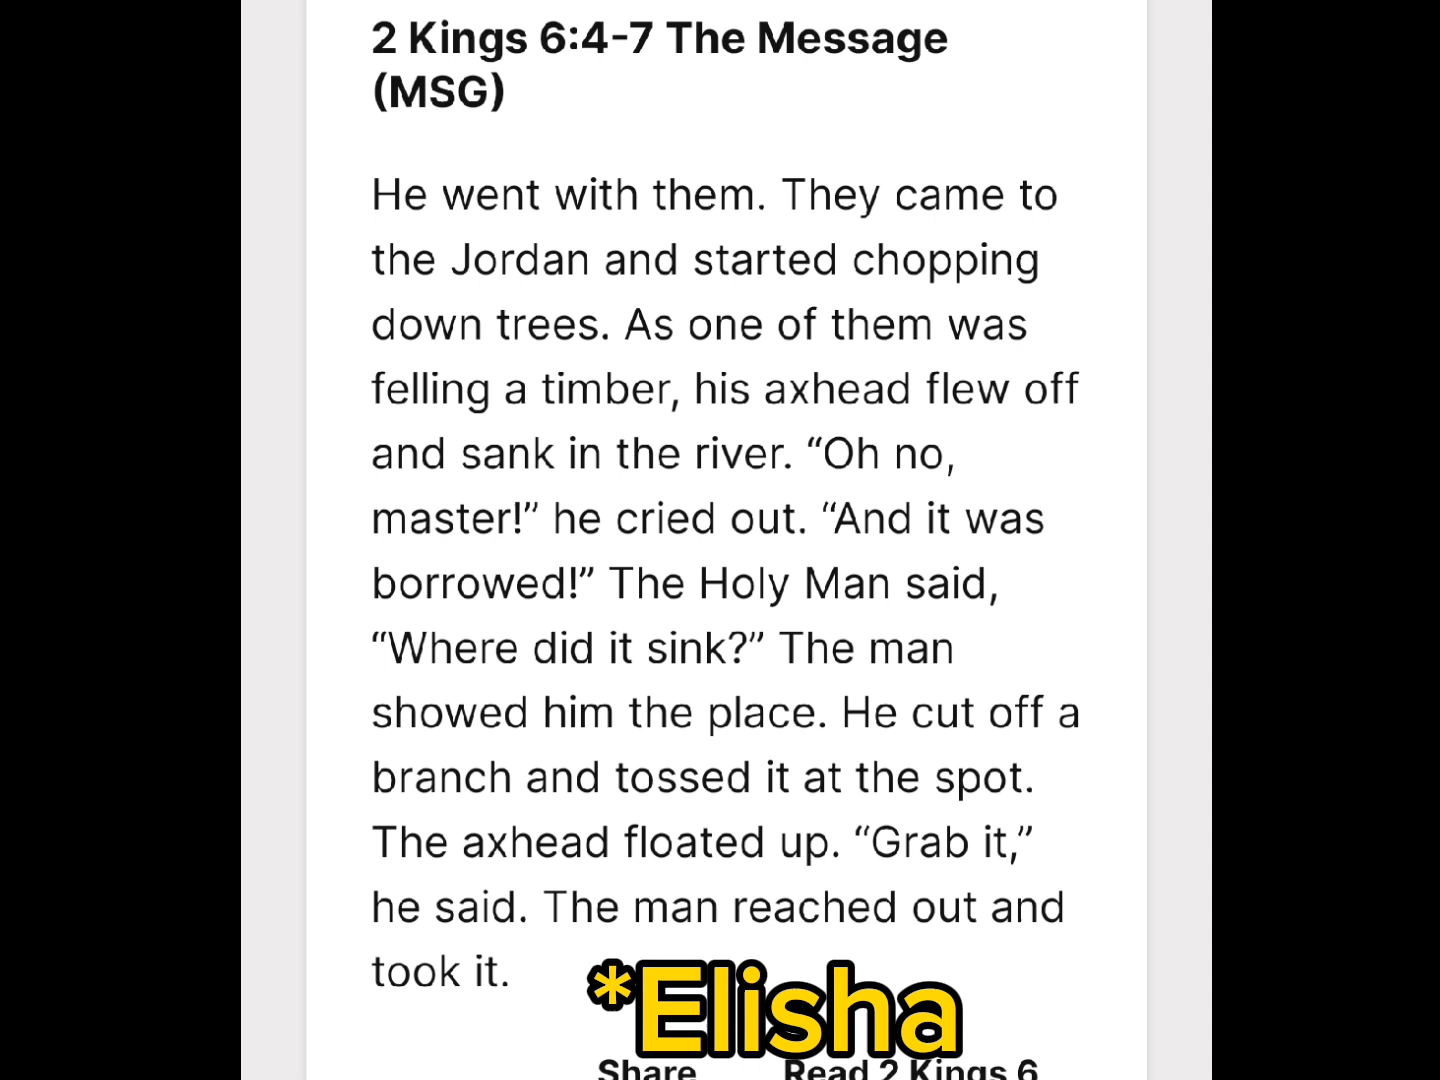 2 Kings 6:4-7 The Message
(MSG)
He went with them. They came to
the Jordan and started chopping
down trees. As one of them was
felling a timber, his axhead flew off
and sank in the river. “Oh no,
master!” he cried out. “And it was
borrowed!” The Holy Man said,
“Where did it sink?” The man
showed him the place. He cut off a
branch and tossed it at the spot.
The axhead floated up. “Grab it,”
he said. The man reached out and
took it.
*Elisha
Share Read 2 Kings 6